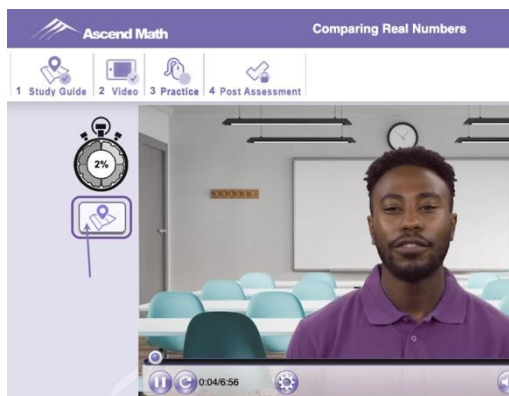 Ascend Math
Comparing Real Numbers
1 Study Guide 2 Video 3 Practice 4 Post Assessment
2%
0:04/6:56